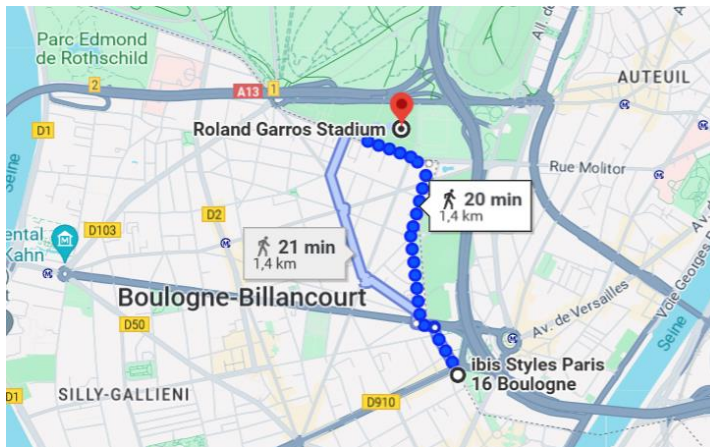 Parc Edmond
de Rothschild
2
A13
1
AUTEUIL
D1
Roland Garros Stadium
Rue Molitor
Seine
20 min
1,4 km
D2
D103
ental
Kahn
21 min
1,4 km
Boulogne-Billancourt
Voie Georges P
Av. de Versailles
Seine
D50
t
ibis Styles Paris
16 Boulogne
D1
SILLY-GALLIENI
D910